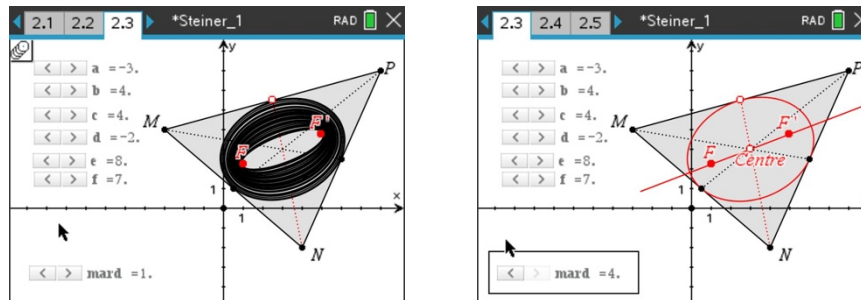 2.1 2.2 2.3 *Steiner_1 RAD
y
a =-3.
P
b =4.
c =4.
M
F'
d =-2.
F
e =8.
f =7.
1
x
1
N
mard =1.
2.3 2.4 2.5 *Steiner_1 RAD
y
a =-3.
P
b =4.
c =4.
M
d =-2.
F'
F
Centre
e =8.
f =7.
1
x
1
N
mard =4.